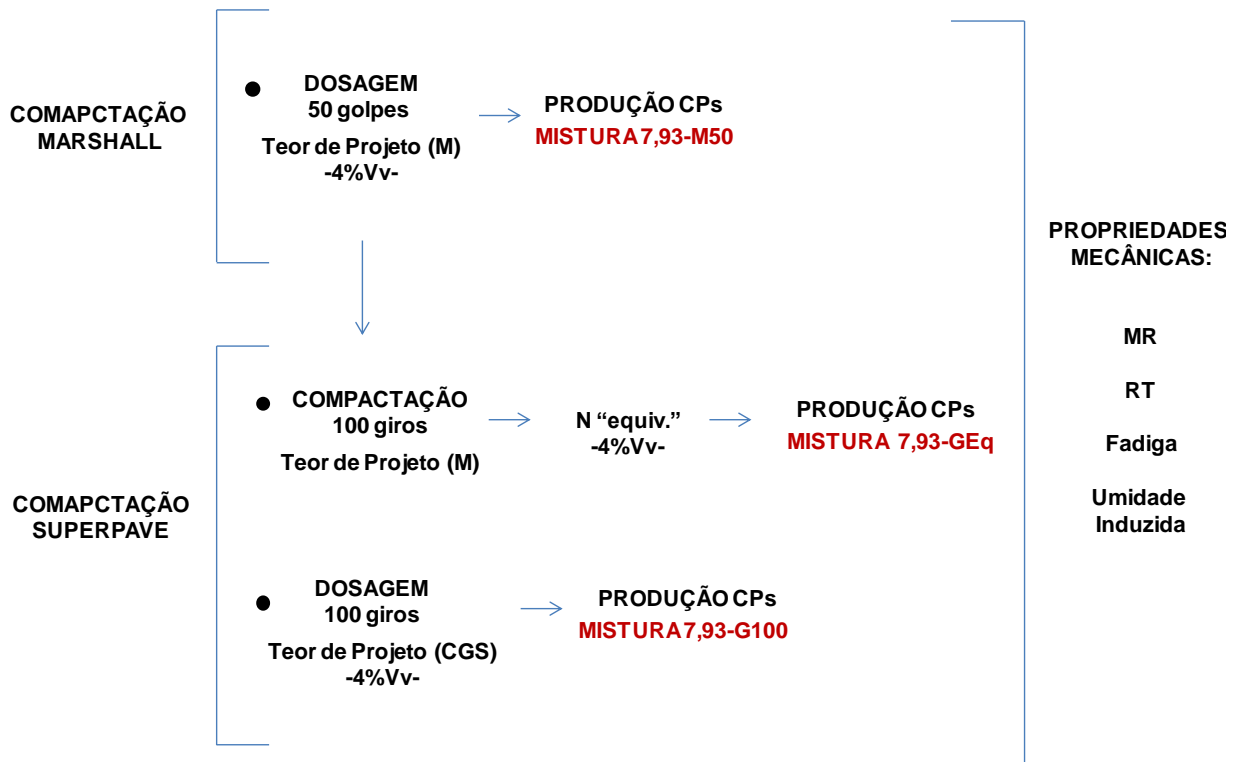 COMAPCTAÇÃO
MARSHALL
DOSAGEM
50 golpes
Teor de Projeto (M)
-4%Vv-
PRODUÇÃO CPs
MISTURA 7,93-M50
COMAPCTAÇÃO
SUPERPAVE
COMPACTAÇÃO
100 giros
Teor de Projeto (M)
N “equiv.”
-4%Vv-
PRODUÇÃO CPs
MISTURA 7,93-GEq
DOSAGEM
100 giros
Teor de Projeto (CGS)
-4%Vv-
PRODUÇÃO CPs
MISTURA 7,93-G100
PROPRIEDADES
MECÂNICAS:
MR
RT
Fadiga
Umidade
Induzida